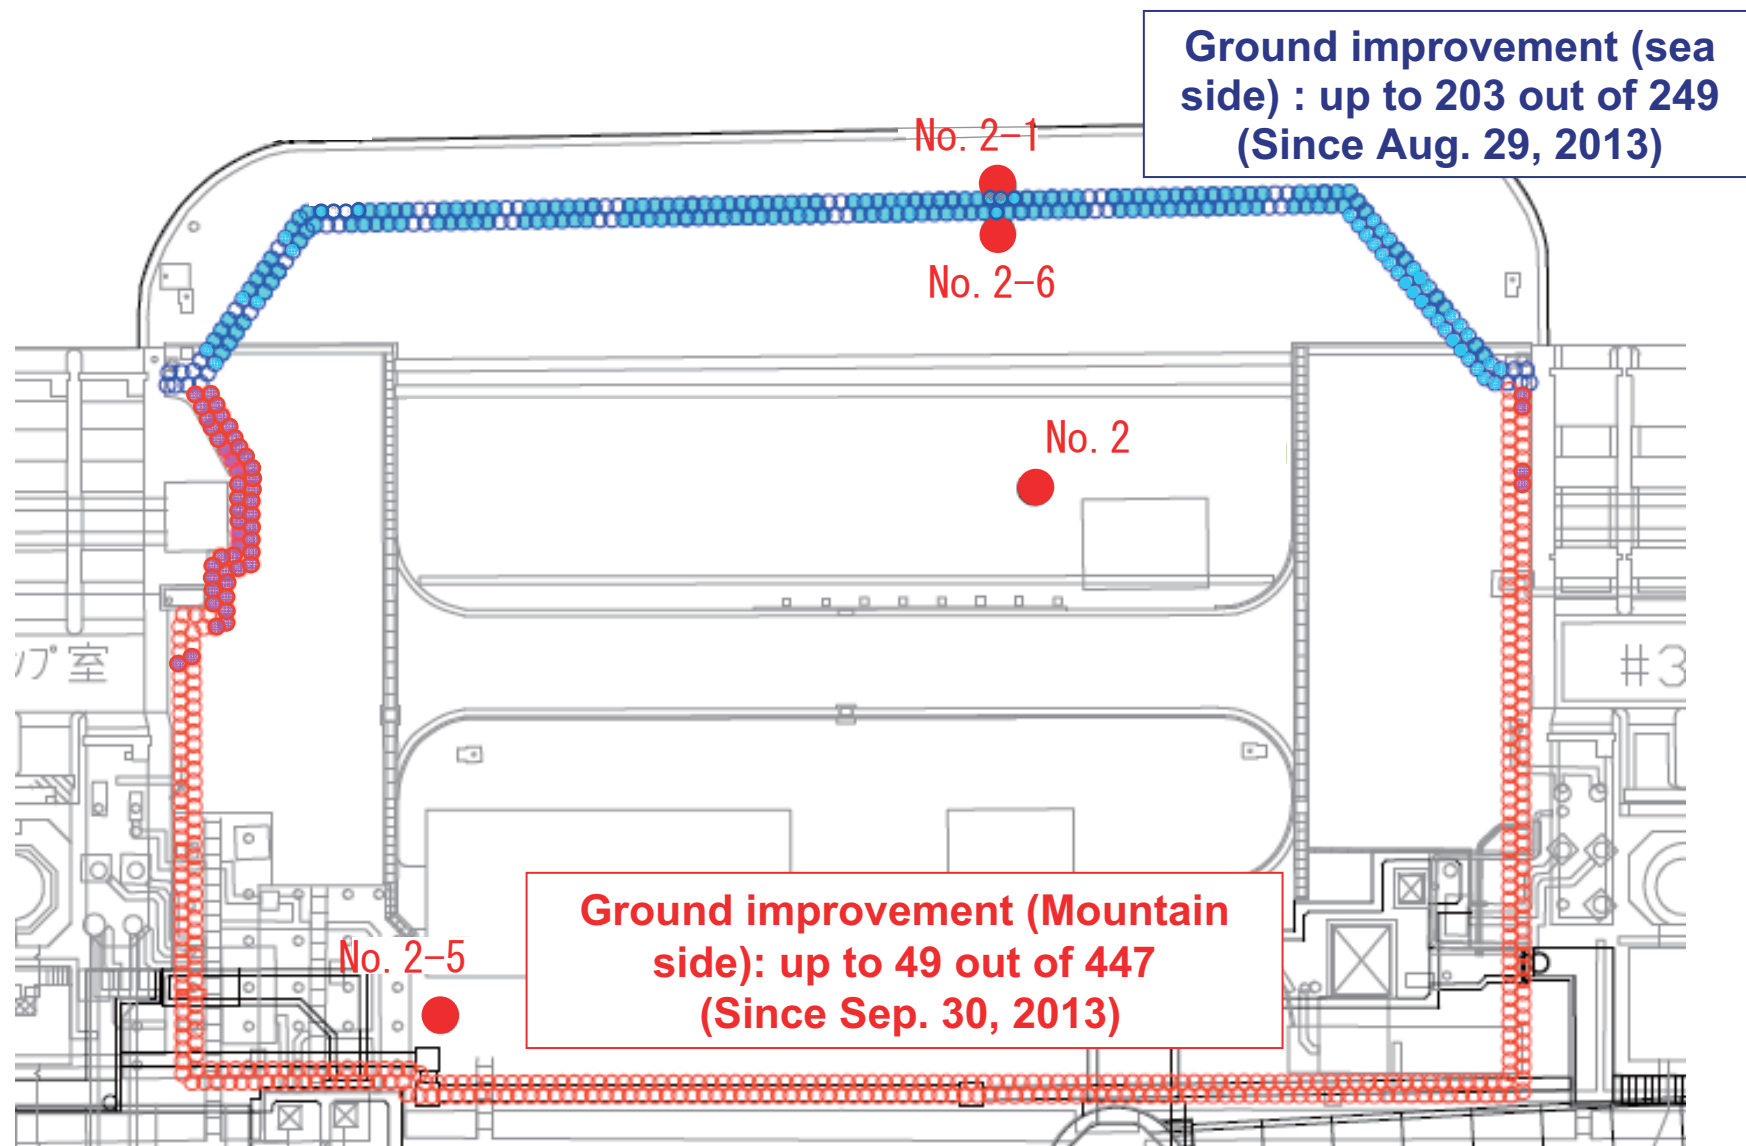 Ground improvement (sea
side) : up to 203 out of 249
(Since Aug. 29, 2013)
No. 2-1
No. 2-6
No. 2
プ室
#3
No. 2-5
Ground improvement (Mountain
side): up to 49 out of 447
(Since Sep. 30, 2013)